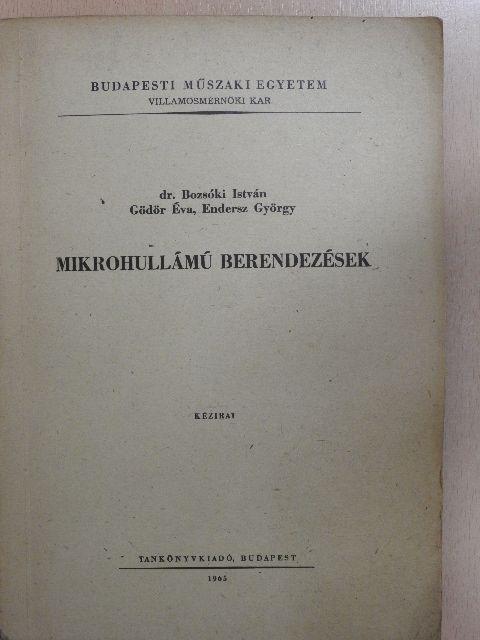 BUDAPESTI MŰSZAKI EGYETEM
VILLAMOSMÉRNÖKI KAR
dr. Bozsóki István
Gödör Éva, Endersz György
MIKROHULLÁMÚ BERENDEZÉSEK
KÉZIRAT
TANKÖNYVKIADÓ, BUDAPEST
1965